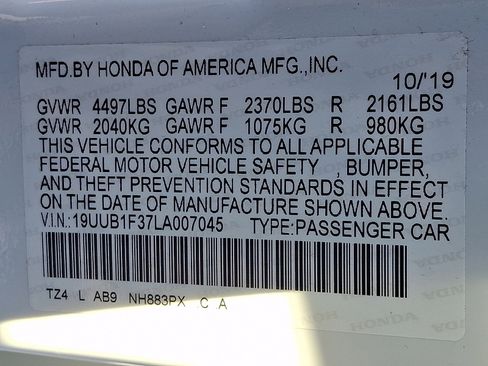 MFD.BY HONDA OF AMERICA MFG.,INC.
10/'19
GVWR 4497LBS GAWR F 2370LBS R 2161LBS
GVWR 2040KG GAWR F 1075KG R 980KG
THIS VEHICLE CONFORMS TO ALL APPLICABLE
FEDERAL MOTOR VEHICLE SAFETY , BUMPER,
AND THEFT PREVENTION STANDARDS IN EFFECT
ON THE DATE OF MANUFACTURE SHOWN ABOVE.
V.I.N.:19UUB1F37LA007045 TYPE:PASSENGER CAR
TZ4 L AB9 NH883PX C A